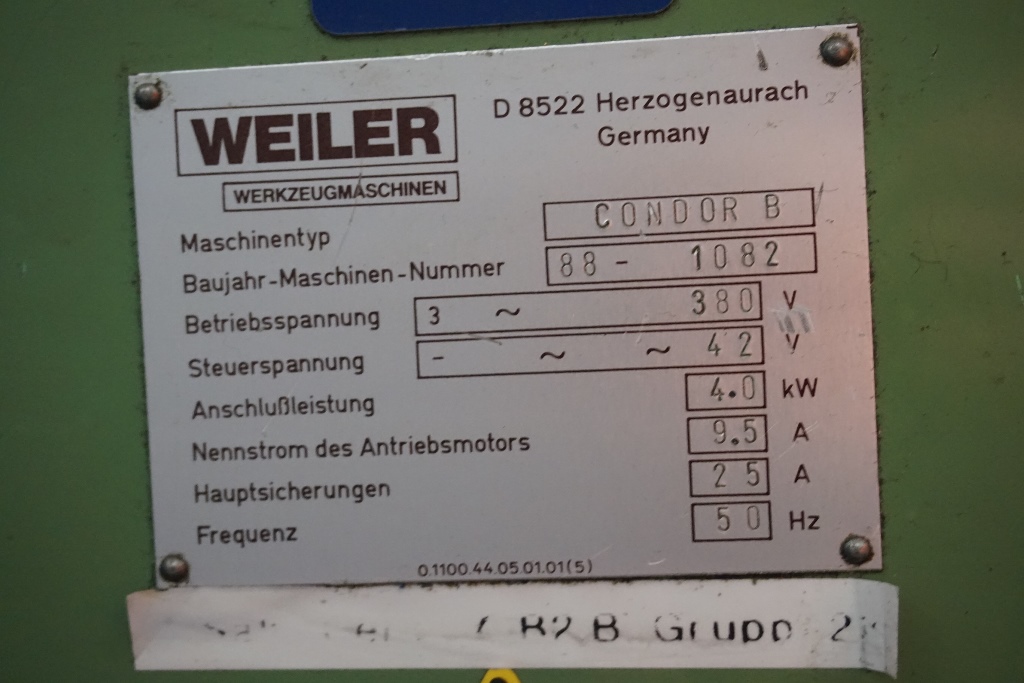 WEILER
WERKZEUGMASCHINEN
D 8522 Herzogenaurach
Germany
Maschinentyp CONDOR B
Baujahr-Maschinen-Nummer 88- 1082
Betriebsspannung 3 ~ 380 V
Steuerspannung - ~ ~ 42 V
Anschlußleistung 4.0 kW
Nennstrom des Antriebsmotors 9.5 A
Hauptsicherungen 25 A
Frequenz 50 Hz
0.1100.44.05.01.01(5)